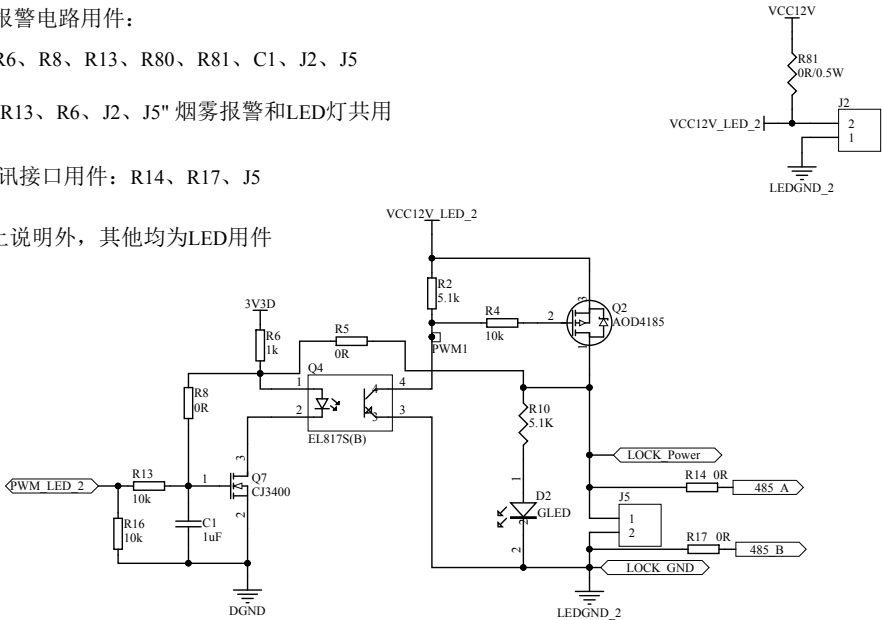 报警电路用件：
R6、R8、R13、R80、R81、C1、J2、J5
R13、R6、J2、J5" 烟雾报警和LED灯共用
讯接口用件：R14、R17、J5
上说明外，其他均为LED用件
VCC12V
R81
0R/0.5W
J2
VCC12V_LED_2
2
1
LEDGND_2
VCC12V_LED_2
R2
5.1k
3
Q2
AOD4185
R4
10k
2
1
PWM1
3V3D
R6
1k
R5
0R
Q4
1
4
4
R8
0R
2
3
3
EL817S(B)
R10
5.1K
LOCK_Power
R14 0R
485_A
PWM_LED_2
R13
10k
1
3
Q7
CJ3400
2
R16
10k
C1
1uF
1
D2
GLED
2
2
J5
1
2
R17 0R
485_B
LOCK_GND
DGND
LEDGND_2